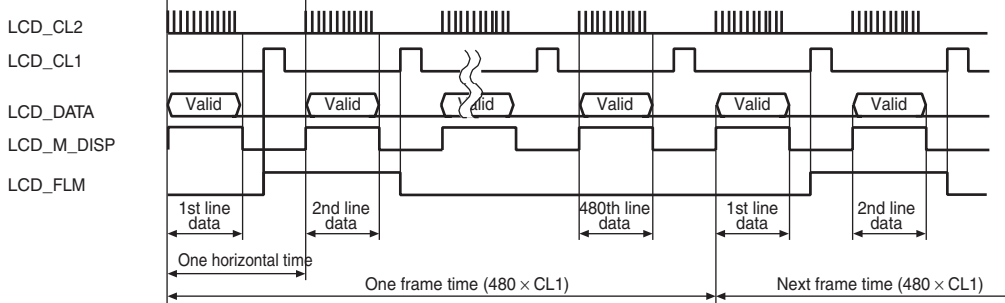 LCD_CL2
LCD_CL1
LCD_DATA
Valid
Valid
Valid
Valid
Valid
Valid
LCD_M_DISP
LCD_FLM
1st line
data
2nd line
data
480th line
data
1st line
data
2nd line
data
One horizontal time
One frame time (480 × CL1)
Next frame time (480 × CL1)